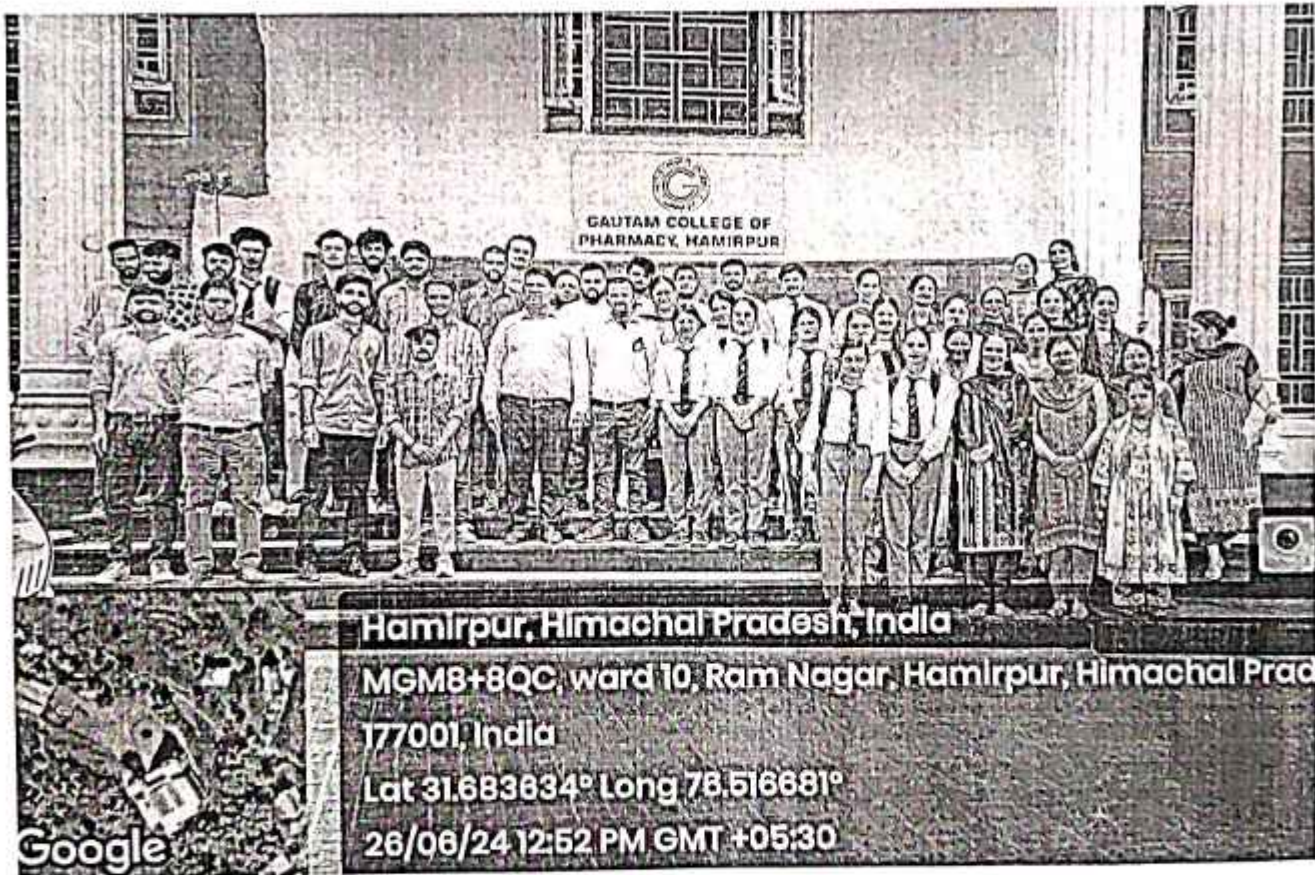 G
GAUTAM COLLEGE OF
PHARMACY, HAMIRPUR
Hamirpur, Himachal Pradesh, India
MGM8+8QC, ward 10, Ram Nagar, Hamirpur, Himachal Prad
177001, India
Lat 31.683634° Long 76.516681°
26/06/24 12:52 PM GMT +05:30
Google